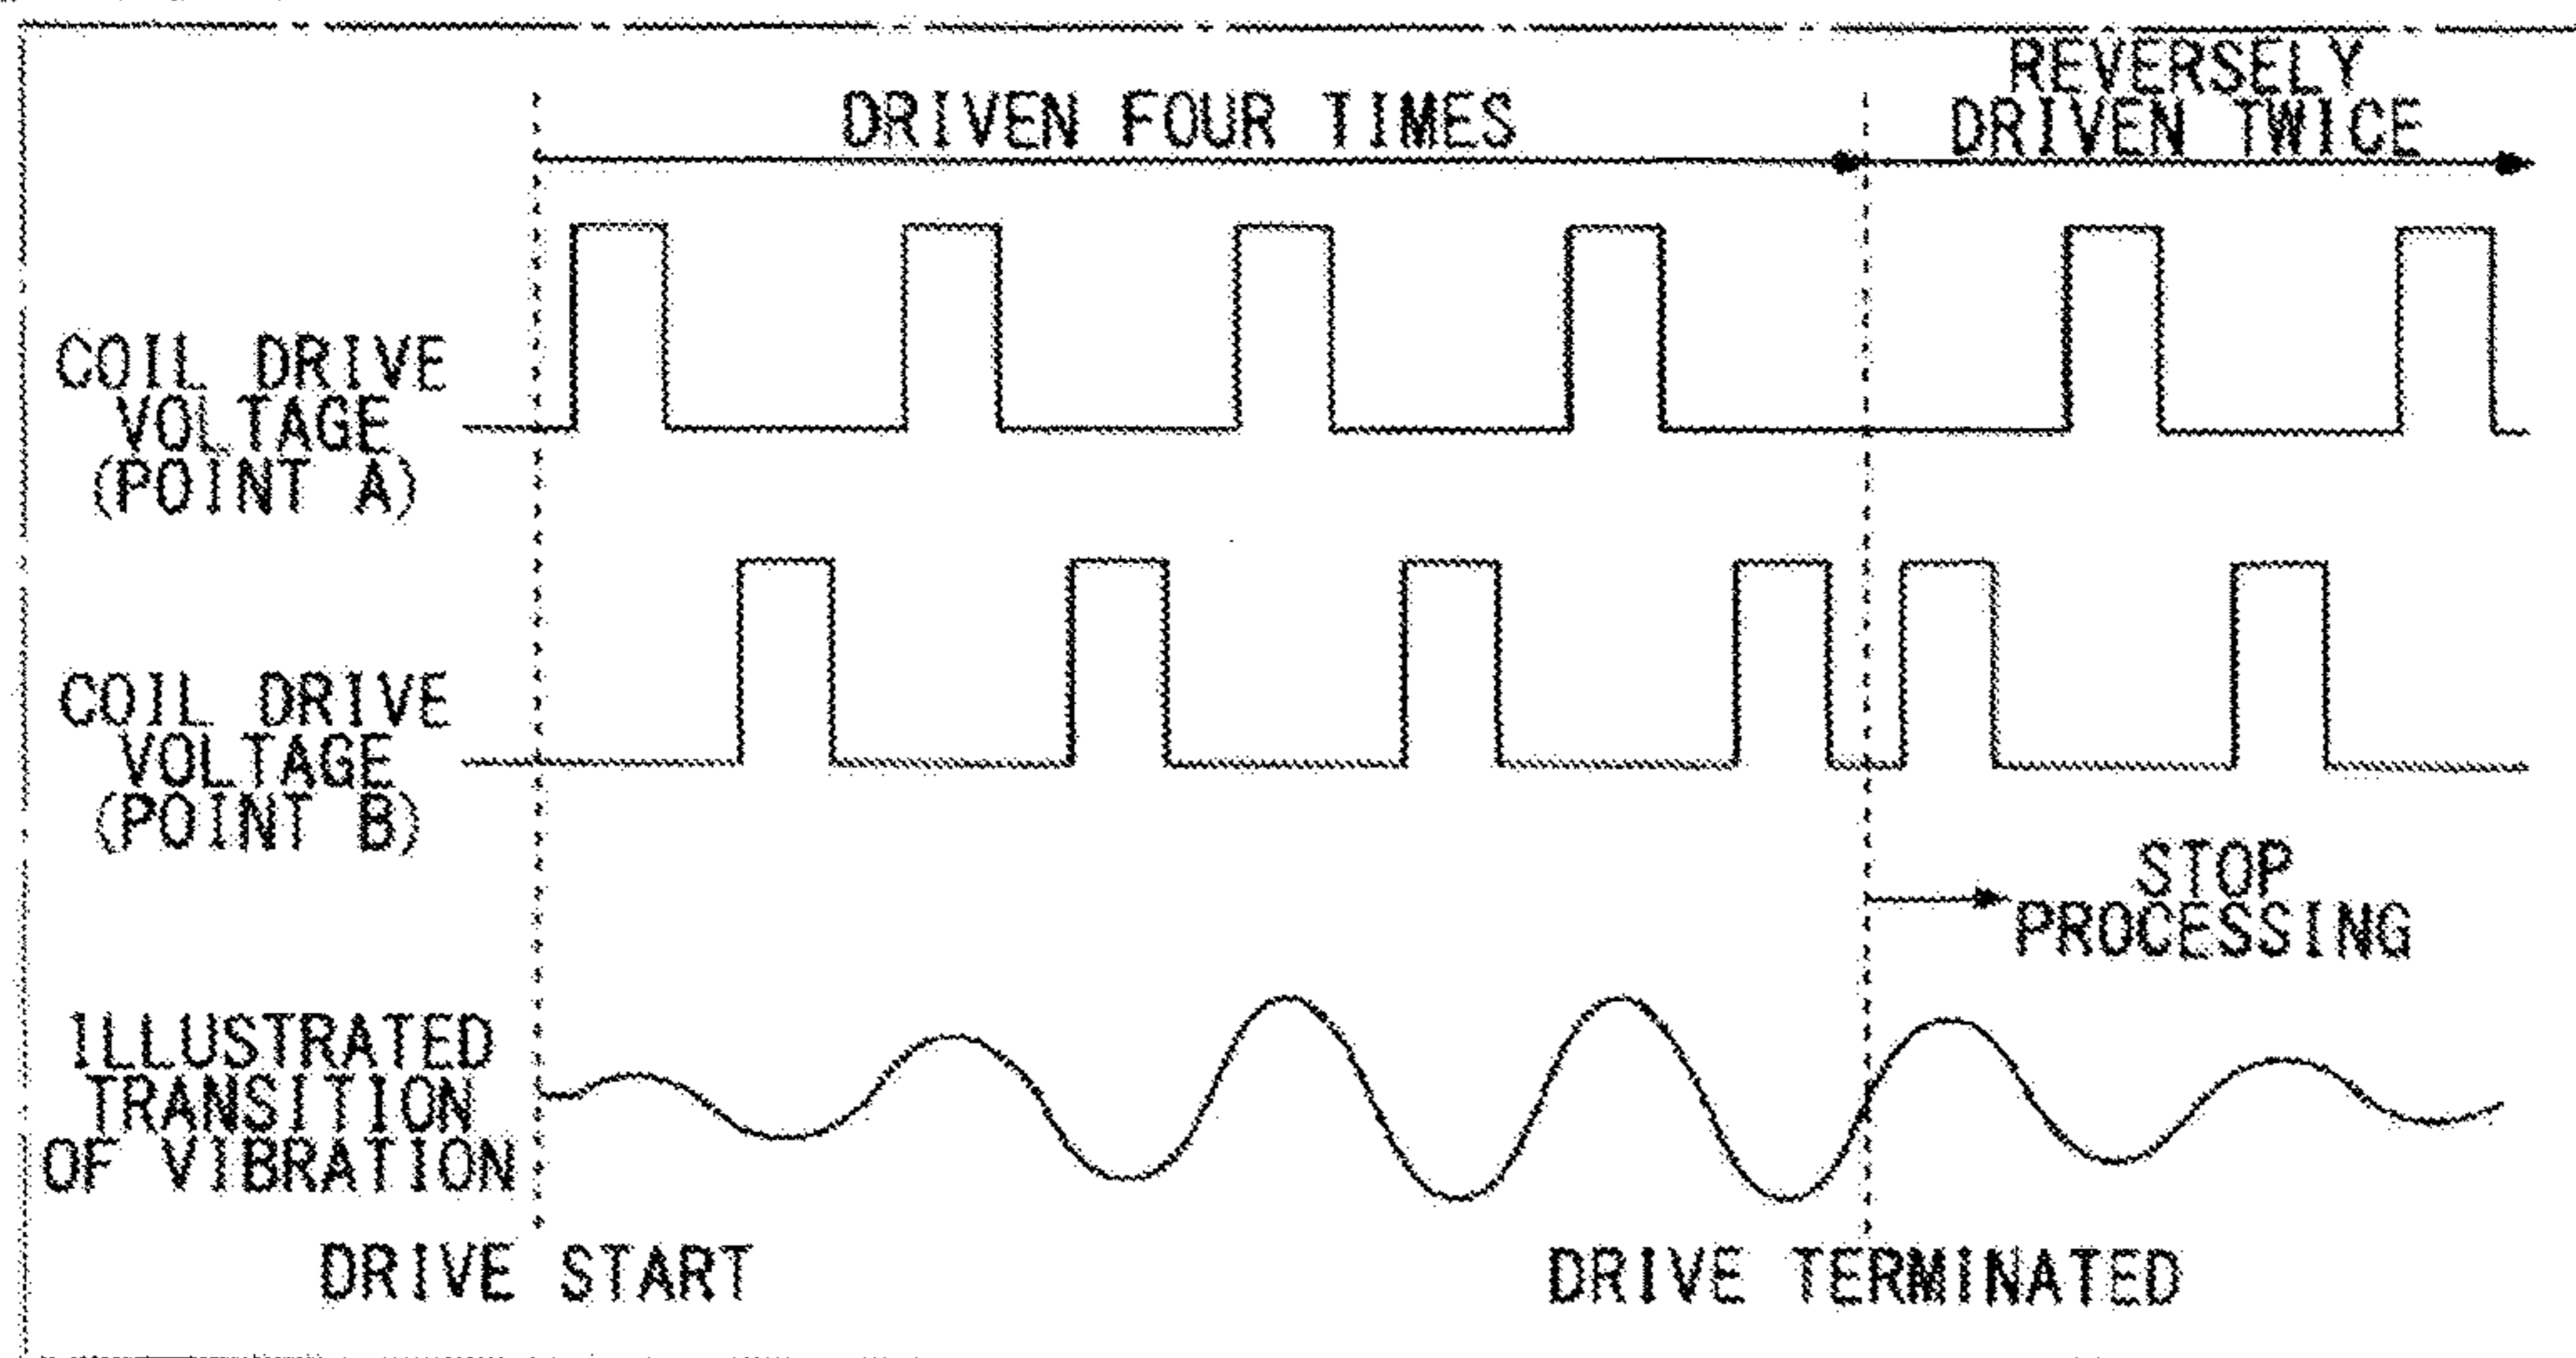 REVERSELY
DRIVEN TWICE
DRIVEN FOUR TIMES
COIL DRIVE
VOLTAGE
(POINT A)
COIL DRIVE
VOLTAGE
(POINT B)
STOP
PROCESSING
ILLUSTRATED
TRANSITION
OF VIBRATION
DRIVE START
DRIVE TERMINATED